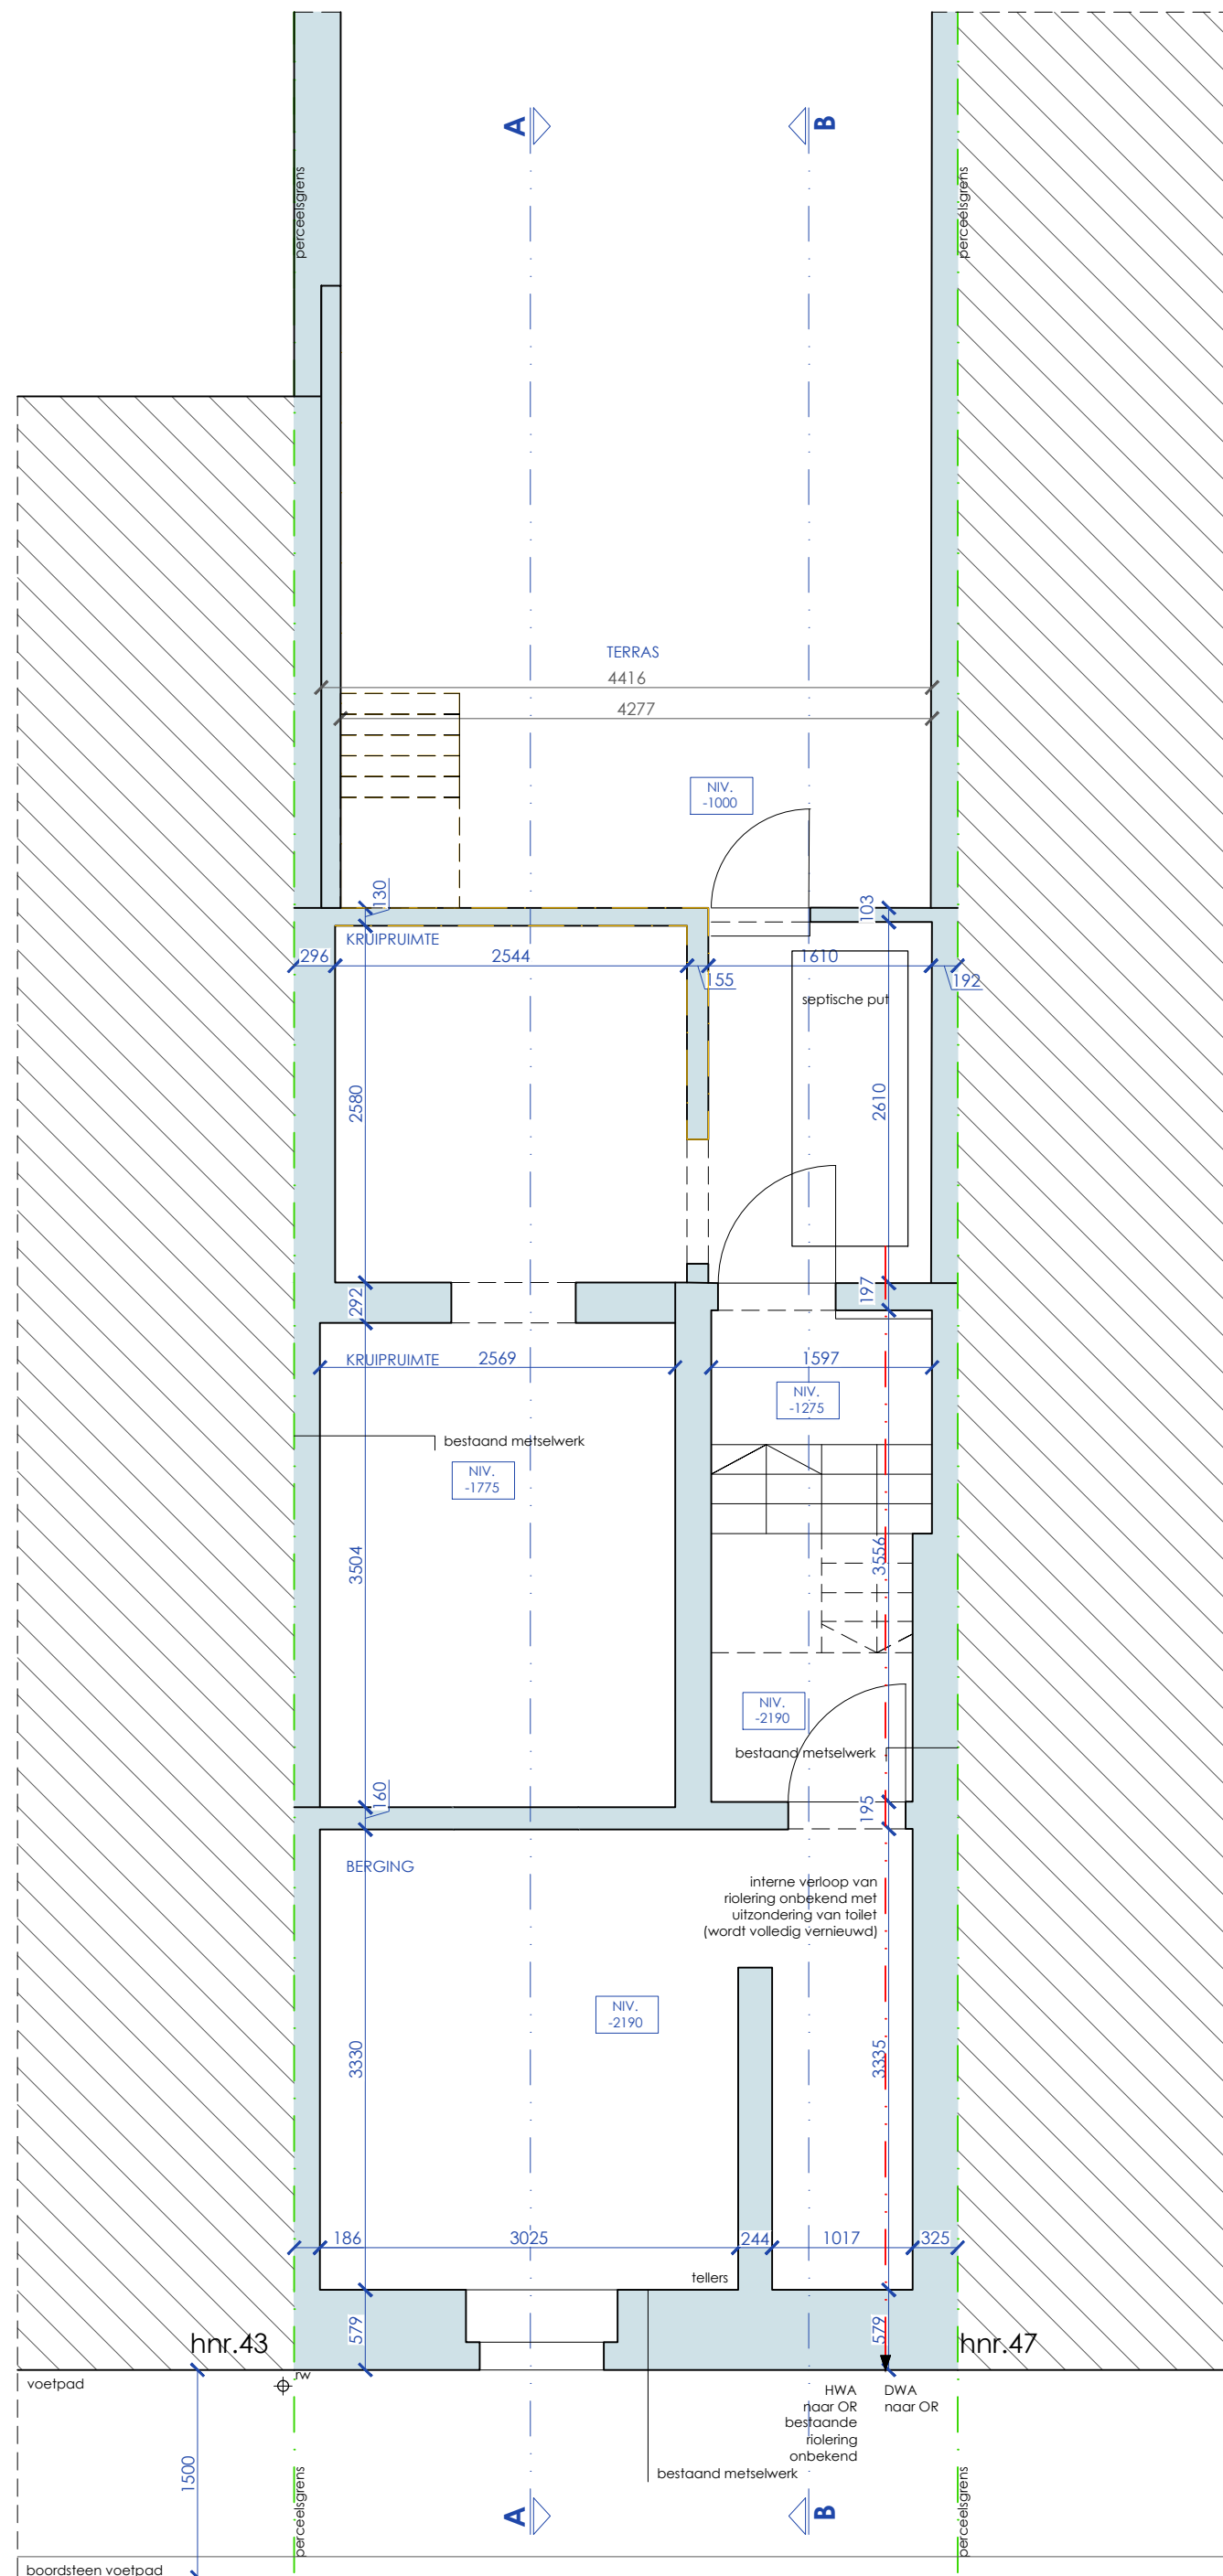 A
B
perceelsgrens
perceelsgrens
TERRAS
4416
4277
NIV.
-1000
130
103
KRUIPRUIMTE
296
2544
155
1610
192
septische put
2580
2610
292
197
KRUIPRUIMTE
2569
1597
NIV.
-1275
bestaand metselwerk
NIV.
-1775
3504
3556
NIV.
-2190
bestaand metselwerk
160
195
BERGING
interne verloop van
riolering onbekend met
uitzondering van toilet
(wordt volledig vernieuwd)
NIV.
-2190
3330
3335
186
3025
244
1017
325
tellers
579
579
hnr.43
hnr.47
voetpad
rw
HWA
naar OR
bestaande
riolering
onbekend
DWA
naar OR
1500
bestaand metselwerk
perceelsgrens
perceelsgrens
A
B
boordsteen voetpad